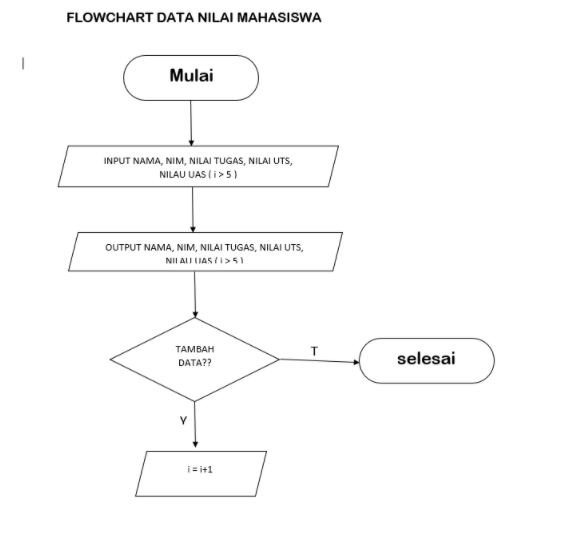 FLOWCHART DATA NILAI MAHASISWA
Mulai
INPUT NAMA, NIM, NILAI TUGAS, NILAI UTS,
NILAU UAS ( i > 5 )
OUTPUT NAMA, NIM, NILAI TUGAS, NILAI UTS,
NILAU UAS ( i > 5 )
TAMBAH
DATA??
T
selesai
Y
i = i+1